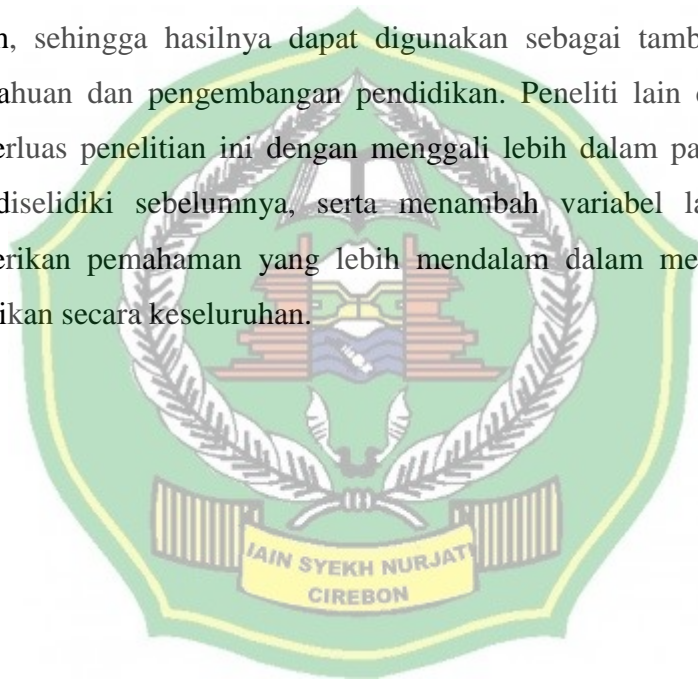 n, sehingga hasilnya dapat digunakan sebagai tamb
ahuan dan pengembangan pendidikan. Peneliti lain
erluas penelitian ini dengan menggali lebih dalam pa
diselidiki sebelumnya, serta menambah variabel la
erikan pemahaman yang lebih mendalam dalam me
ikan secara keseluruhan.
IAIN SYEKH NURJATI
CIREBON